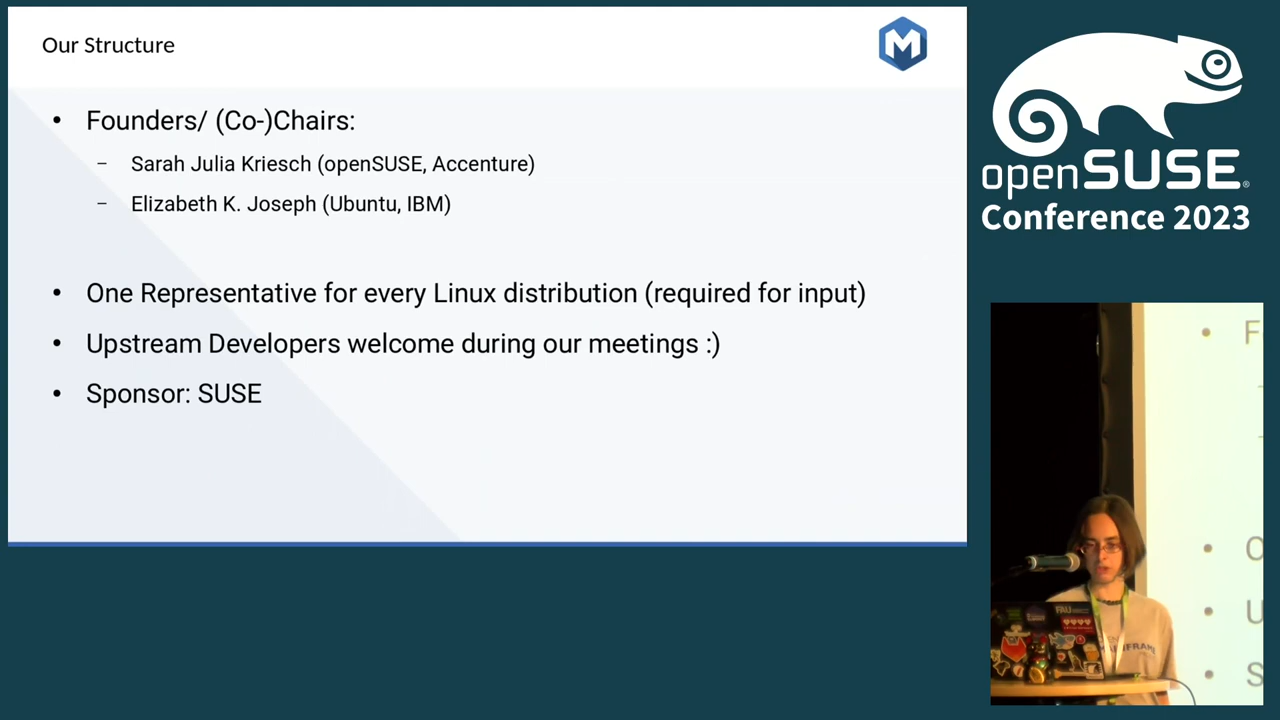 Our Structure
M
• Founders/ (Co-)Chairs:
– Sarah Julia Kriesch (openSUSE, Accenture)
– Elizabeth K. Joseph (Ubuntu, IBM)
• One Representative for every Linux distribution (required for input)
• Upstream Developers welcome during our meetings :)
• Sponsor: SUSE
openSUSE®
Conference 2023
FAU